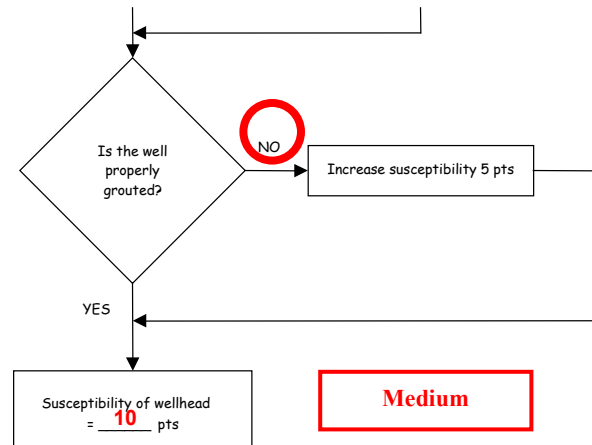 NO
Is the well
properly
grouted?
Increase susceptibility 5 pts
YES
Susceptibility of wellhead
= 10 pts
Medium